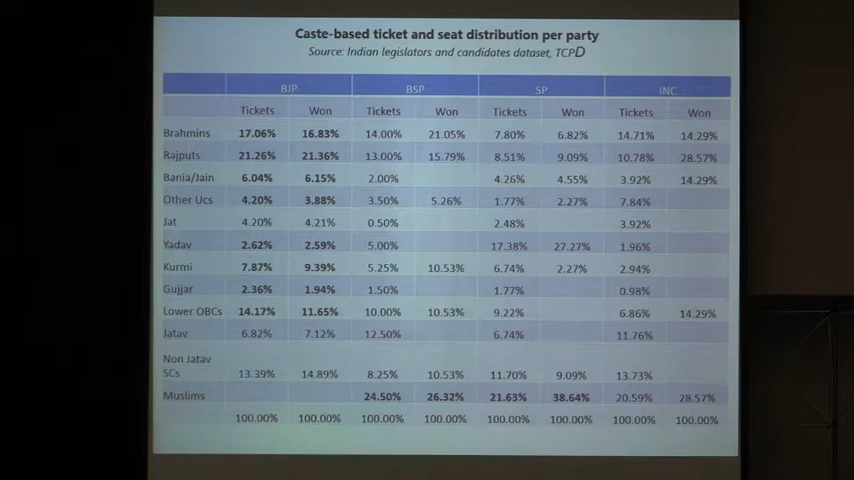 Caste-based ticket and seat distribution per party
Source: Indian legislators and candidates dataset, TCPD
BJP BSP SP INC
Tickets Won Tickets Won Tickets Won Tickets Won
Brahmins 17.06% 16.83% 14.00% 21.05% 7.80% 6.82% 14.71% 14.29%
Rajputs 21.26% 21.36% 13.00% 15.79% 8.51% 9.09% 10.78% 28.57%
Bania/Jain 6.04% 6.15% 2.00% 4.26% 4.55% 3.92% 14.29%
Other Ucs 4.20% 3.88% 3.50% 5.26% 1.77% 2.27% 7.84%
Jat 4.20% 4.21% 0.50% 2.48% 3.92%
Yadav 2.62% 2.59% 5.00% 17.38% 27.27% 1.96%
Kurmi 7.87% 9.39% 5.25% 10.53% 6.74% 2.27% 2.94%
Gujjar 2.36% 1.94% 1.50% 1.77% 0.98%
Lower OBCs 14.17% 11.65% 10.00% 10.53% 9.22% 6.86% 14.29%
Jatav 6.82% 7.12% 12.50% 6.74% 11.76%
Non Jatav
SCs 13.39% 14.89% 8.25% 10.53% 11.70% 9.09% 13.73%
Muslims 24.50% 26.32% 21.63% 38.64% 20.59% 28.57%
100.00% 100.00% 100.00% 100.00% 100.00% 100.00% 100.00% 100.00%